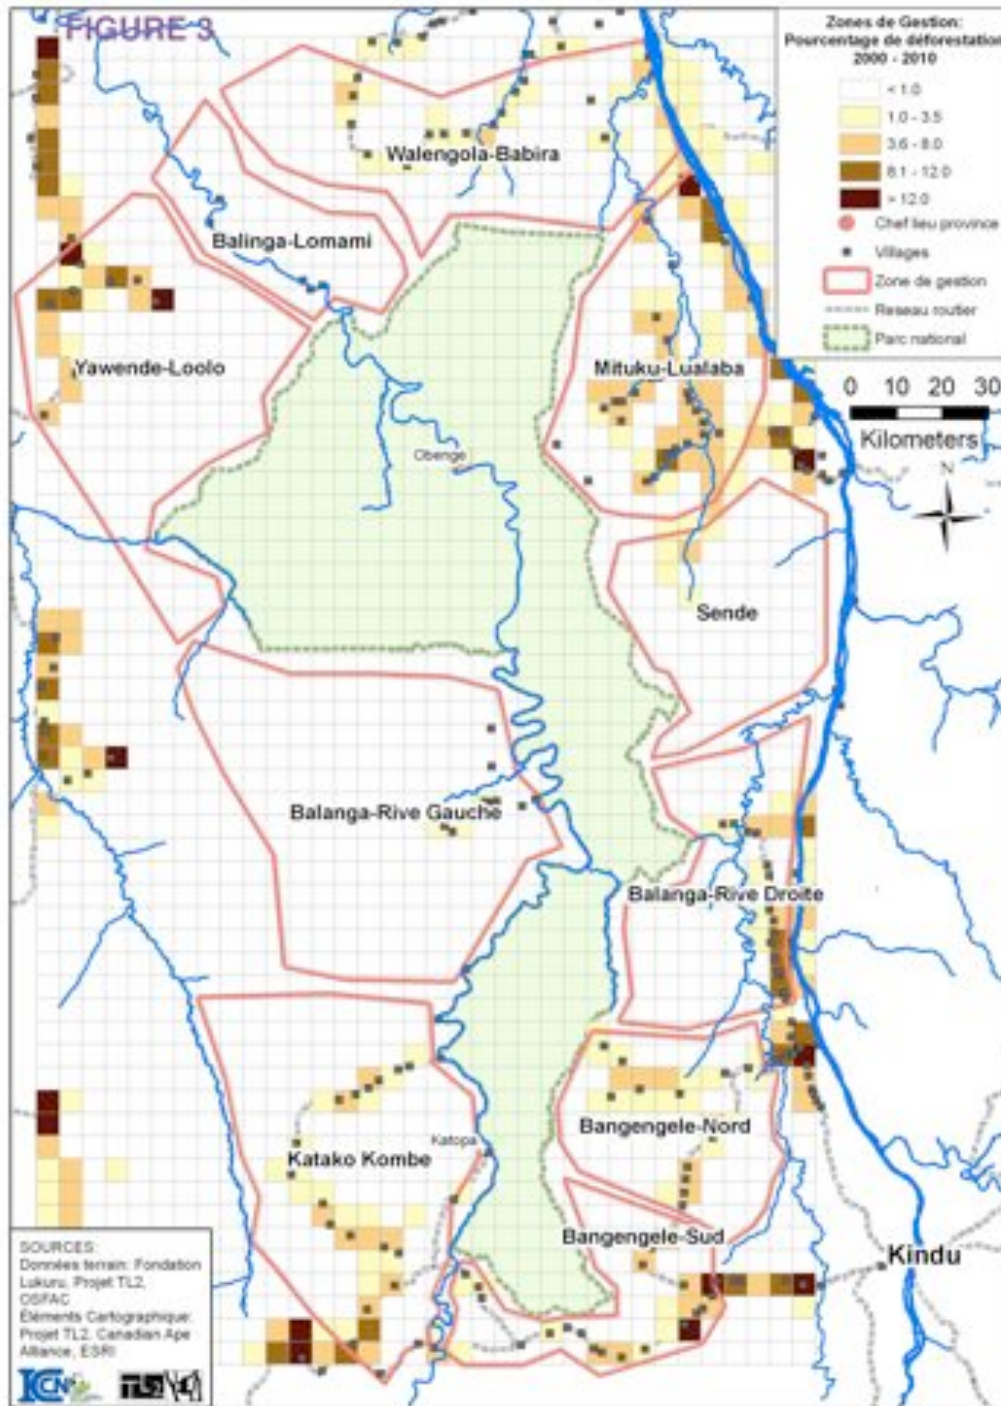 FIGURE 3
Zones de Gestion:
Pourcentage de déforestation
2000 - 2010
< 1.0
1.0 - 3.5
3.6 - 8.0
8.1 - 12.0
> 12.0
Chef lieu province
Villages
Zone de gestion
Reseau routier
Parc national
0 10 20 30
Kilometers
N
Walengola-Babira
Balinga-Lomami
Yawende-Loolo
Mituku-Lualaba
Obenge
Sende
Balanga-Rive Gauche
Balanga-Rive Droite
Bangengele-Nord
Katopa
Katako Kombe
Bangengele-Sud
Kindu
SOURCES:
Données terrain: Fondation
Lukuru, Projet TL2,
OSFAC
Éléments Cartographique:
Projet TL2, Canadian Ape
Alliance, ESRI
ICCN
TL2